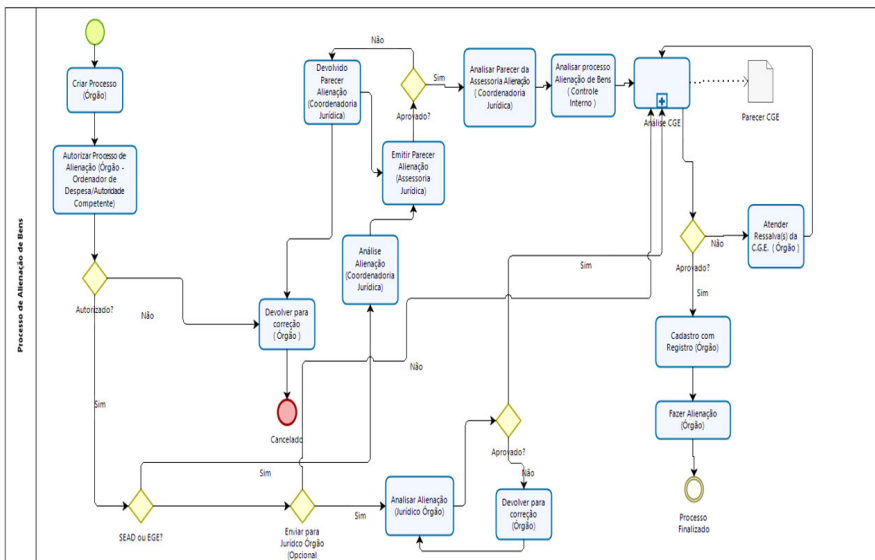 Processo de Alienação de Bens
Criar Processo
(Órgão)
Autorizar Processo de
Alienação (Órgão -
Ordenador de
Despesa/Autoridade
Competente)
Autorizado?
Não
Sim
Devolver para
correção
( Órgão )
Cancelado
SEAD ou EGE?
Sim
Enviar para
Jurídco Órgão
(Opcional
Sim
Não
Devolvido
Parecer
Alienação
(Coordenadoria
Jurídica)
Não
Aprovado?
Sim
Emitir Parecer
Alienação
(Assessoria
Jurídica)
Análise
Alienação
(Coordenadoria
Jurídica)
Analisar Parecer da
Assessoria Alienação
( Coordenadoria
Jurídica)
Analisar processo
Alienação de Bens
( Controle
Interno )
Análise CGE
Parecer CGE
Analisar Alienação
(Jurídico Órgão)
Aprovado?
Sim
Não
Devolver para
correção
(Órgão)
Aprovado?
Não
Atender
Ressalva(s) da
C.G.E. ( Órgão )
Sim
Cadastro com
Registro (Órgão)
Fazer Alienação
(Órgão)
Processo
Finalizado